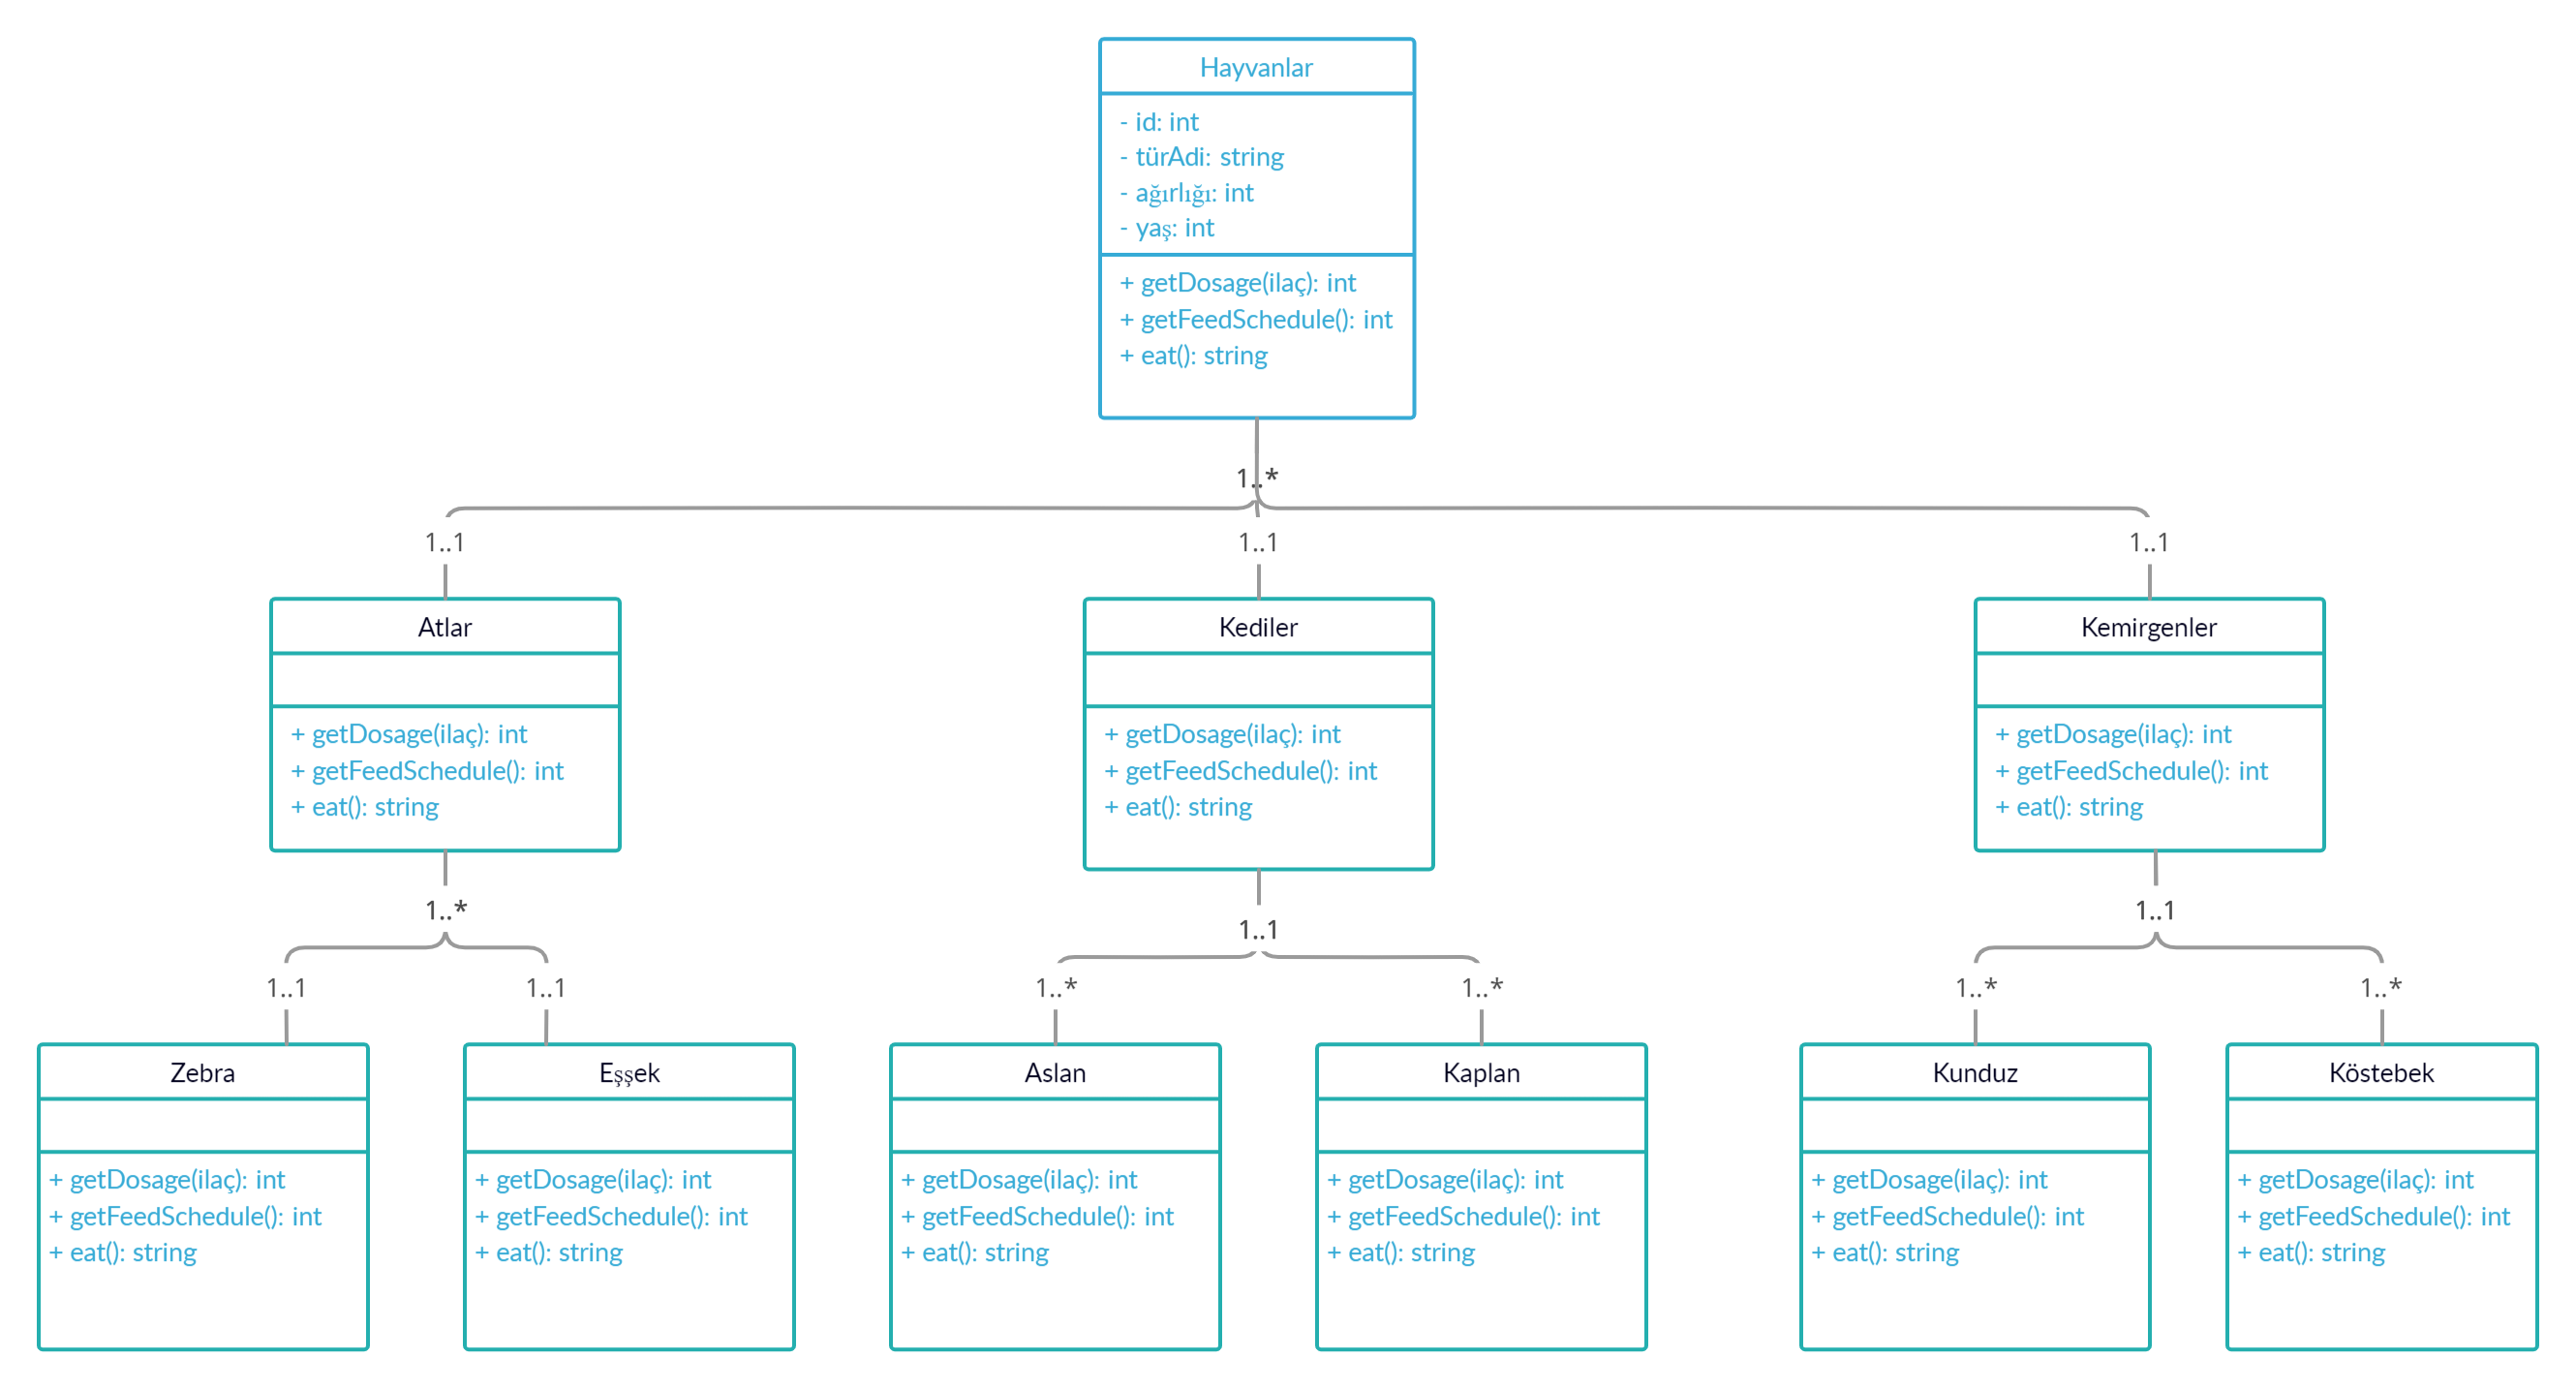 Hayvanlar
- id: int
- türAdi: string
- ağırlığı: int
- yaş: int
+ getDosage(ilaç): int
+ getFeedSchedule(): int
+ eat(): string
1..*
1..1
1..1
1..1
Atlar
+ getDosage(ilaç): int
+ getFeedSchedule(): int
+ eat(): string
Kediler
+ getDosage(ilaç): int
+ getFeedSchedule(): int
+ eat(): string
Kemirgenler
+ getDosage(ilaç): int
+ getFeedSchedule(): int
+ eat(): string
1..*
1..1
1..1
1..1
1..1
1..*
1..*
1..*
1..*
Zebra
+ getDosage(ilaç): int
+ getFeedSchedule(): int
+ eat(): string
Eşşek
+ getDosage(ilaç): int
+ getFeedSchedule(): int
+ eat(): string
Aslan
+ getDosage(ilaç): int
+ getFeedSchedule(): int
+ eat(): string
Kaplan
+ getDosage(ilaç): int
+ getFeedSchedule(): int
+ eat(): string
Kunduz
+ getDosage(ilaç): int
+ getFeedSchedule(): int
+ eat(): string
Köstebek
+ getDosage(ilaç): int
+ getFeedSchedule(): int
+ eat(): string